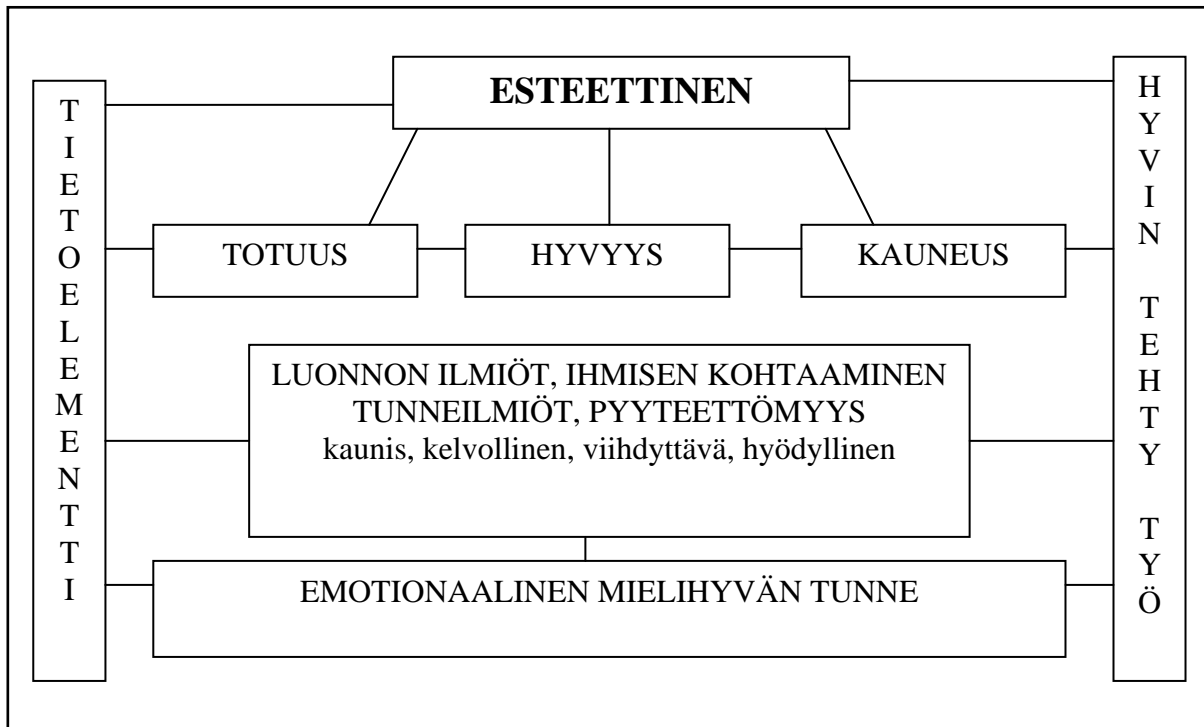 ESTEETTINEN
TIETOELEMENTTI
HYVIN TEHTY TYÖ
TOTUUS
HYVYYS
KAUNEUS
LUONNON ILMIÖT, IHMISEN KOHTAAMINEN
TUNNEILMIÖT, PYYTEETTÖMYYS
kaunis, kelvollinen, viihdyttävä, hyödyllinen
EMOTIONAALINEN MIELIHYVÄN TUNNE